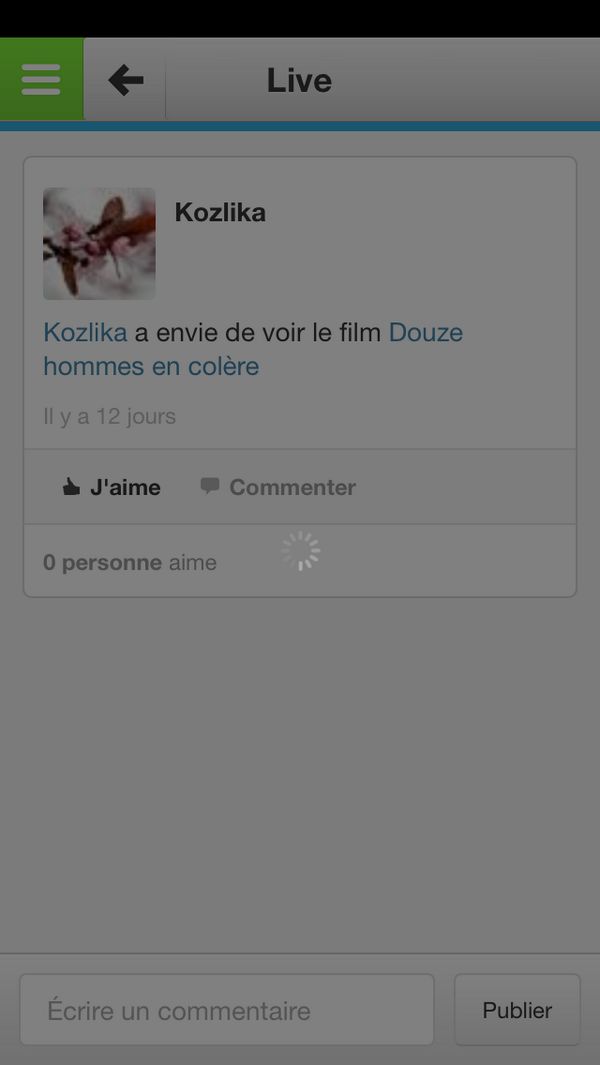 Live
Kozlika
Kozlika a envie de voir le film Douze
hommes en colère
Il y a 12 jours
J'aime Commenter
0 personne aime
Écrire un commentaire Publier